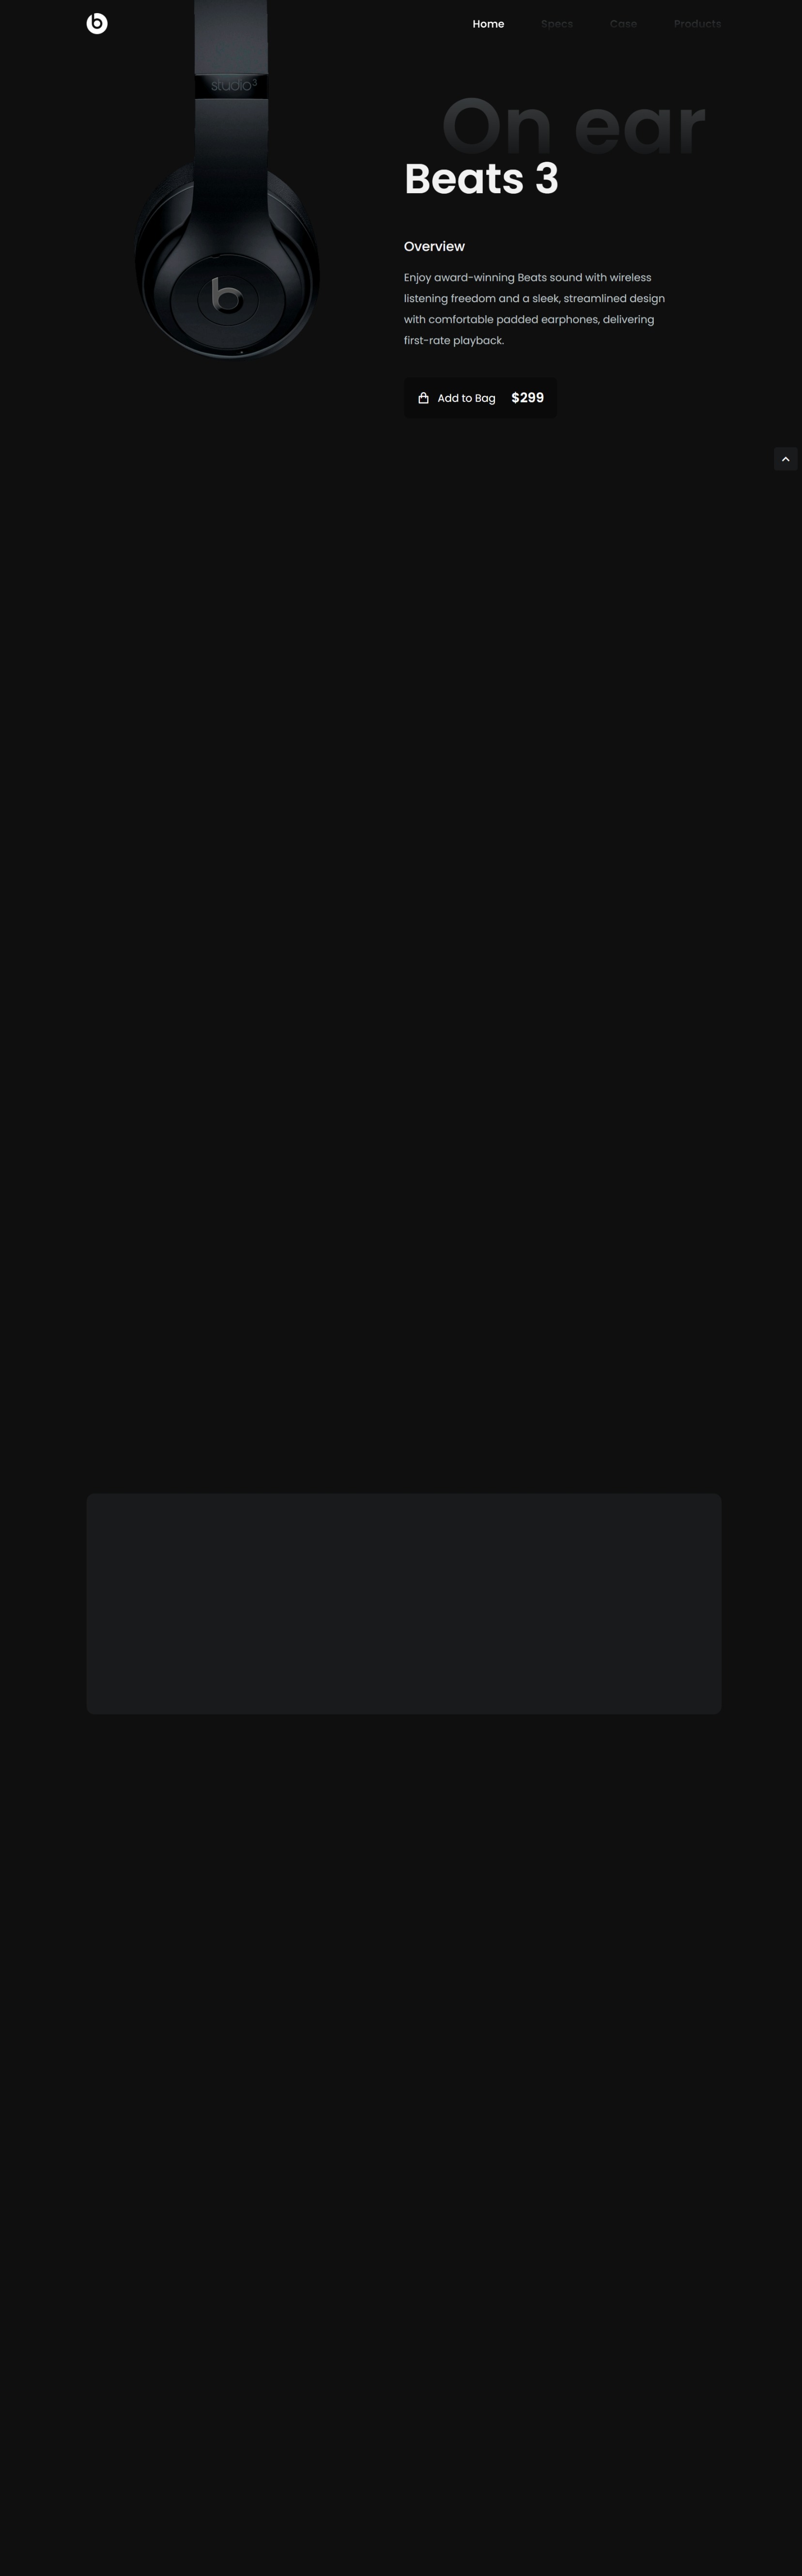 Home Specs Case Products
studio3
On ear
Beats 3
Overview
Enjoy award-winning Beats sound with wireless
listening freedom and a sleek, streamlined design
with comfortable padded earphones, delivering
first-rate playback.
Add to Bag $299